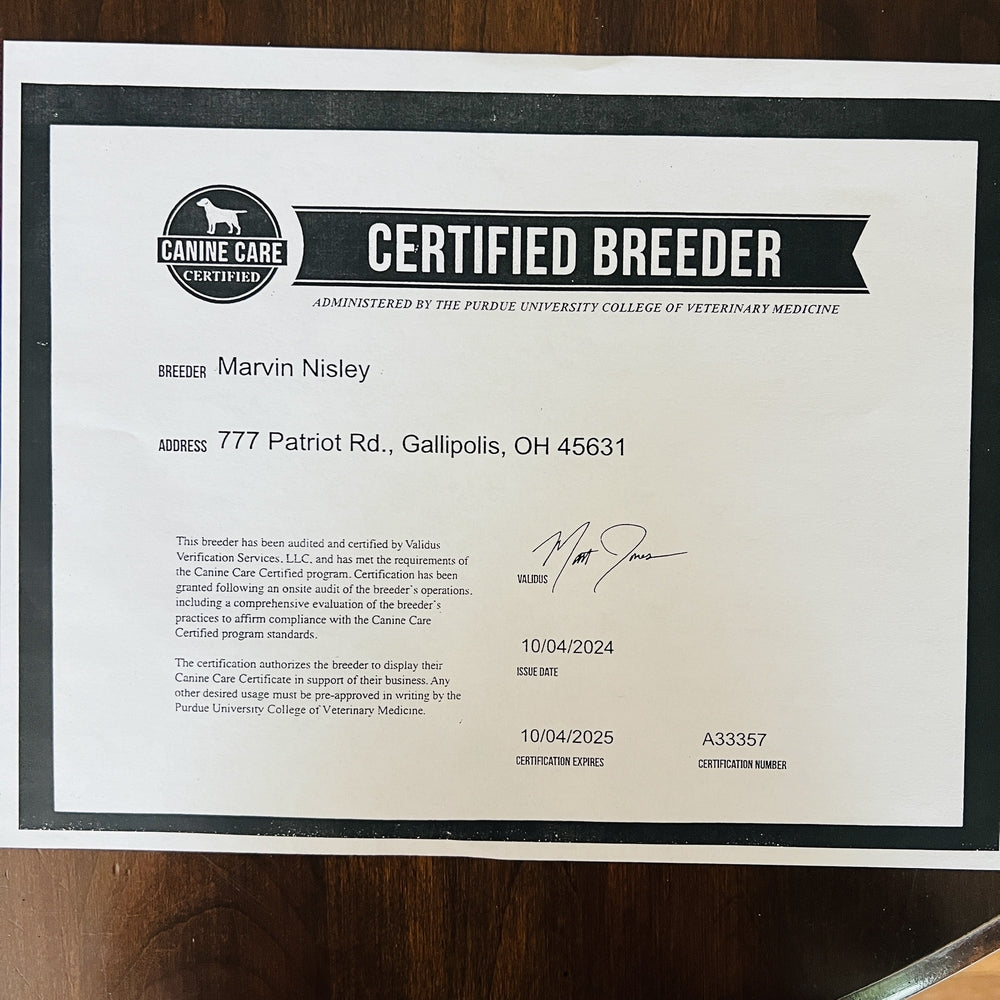 CANINE CARE
CERTIFIED
CERTIFIED BREEDER
ADMINISTERED BY THE PURDUE UNIVERSITY COLLEGE OF VETERINARY MEDICINE
BREEDER Marvin Nisley
ADDRESS 777 Patriot Rd., Gallipolis, OH 45631
This breeder has been audited and certified by Validus
Verification Services, LLC, and has met the requirements of
the Canine Care Certified program. Certification has been
granted following an onsite audit of the breeder's operations,
including a comprehensive evaluation of the breeder's
practices to affirm compliance with the Canine Care
Certified program standards.
The certification authorizes the breeder to display their
Canine Care Certificate in support of their business. Any
other desired usage must be pre-approved in writing by the
Purdue University College of Veterinary Medicine.
Matt Jones
VALIDUS
10/04/2024
ISSUE DATE
10/04/2025
CERTIFICATION EXPIRES
A33357
CERTIFICATION NUMBER